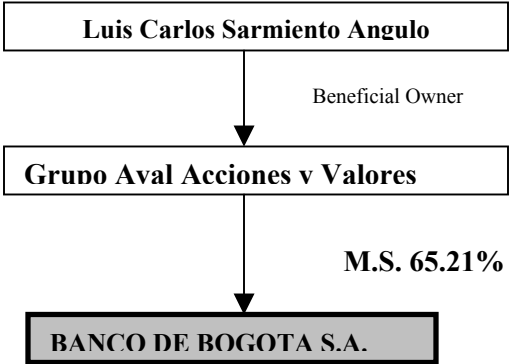 Luis Carlos Sarmiento Angulo
Beneficial Owner
Grupo Aval Acciones y Valores
M.S. 65.21%
BANCO DE BOGOTA S.A.